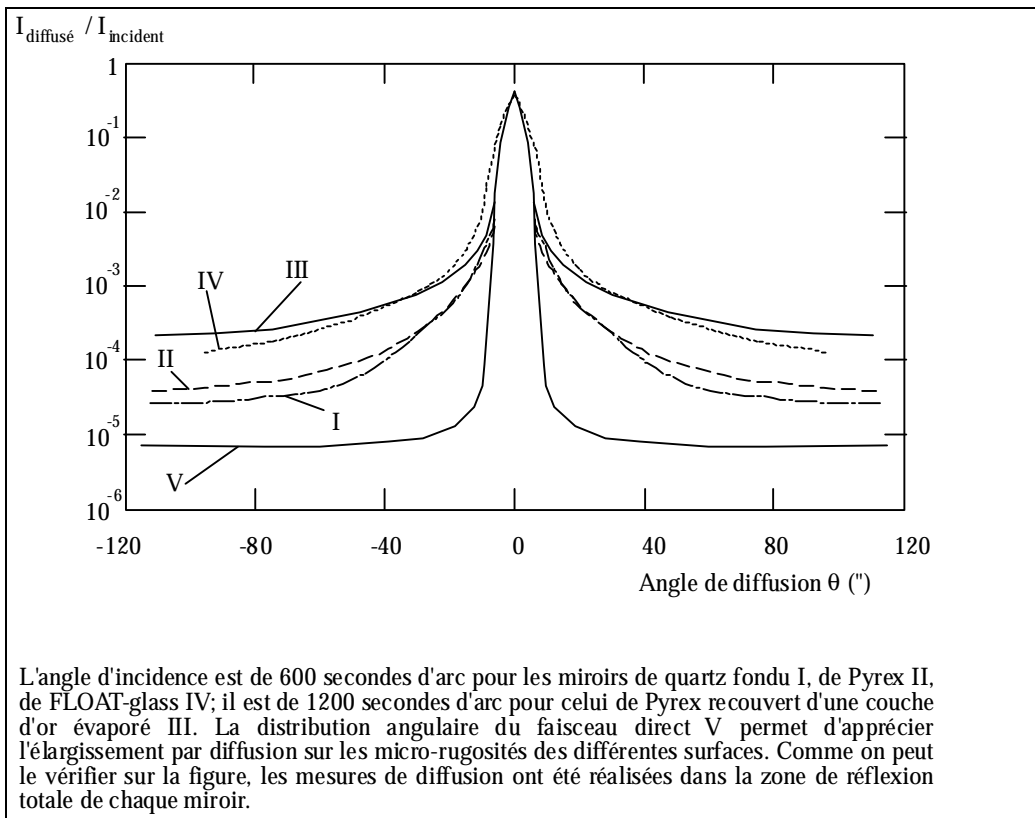 I diffusé / I incident
1
10^-1
10^-2
10^-3
10^-4
10^-5
10^-6
IV
III
II
I
V
-120 -80 -40 0 40 80 120
Angle de diffusion θ (")
L'angle d'incidence est de 600 secondes d'arc pour les miroirs de quartz fondu I, de Pyrex II,
de FLOAT-glass IV; il est de 1200 secondes d'arc pour celui de Pyrex recouvert d'une couche
d'or évaporé III. La distribution angulaire du faisceau direct V permet d'apprécier
l'élargissement par diffusion sur les micro-rugosités des différentes surfaces. Comme on peut
le vérifier sur la figure, les mesures de diffusion ont été réalisées dans la zone de réflexion
totale de chaque miroir.